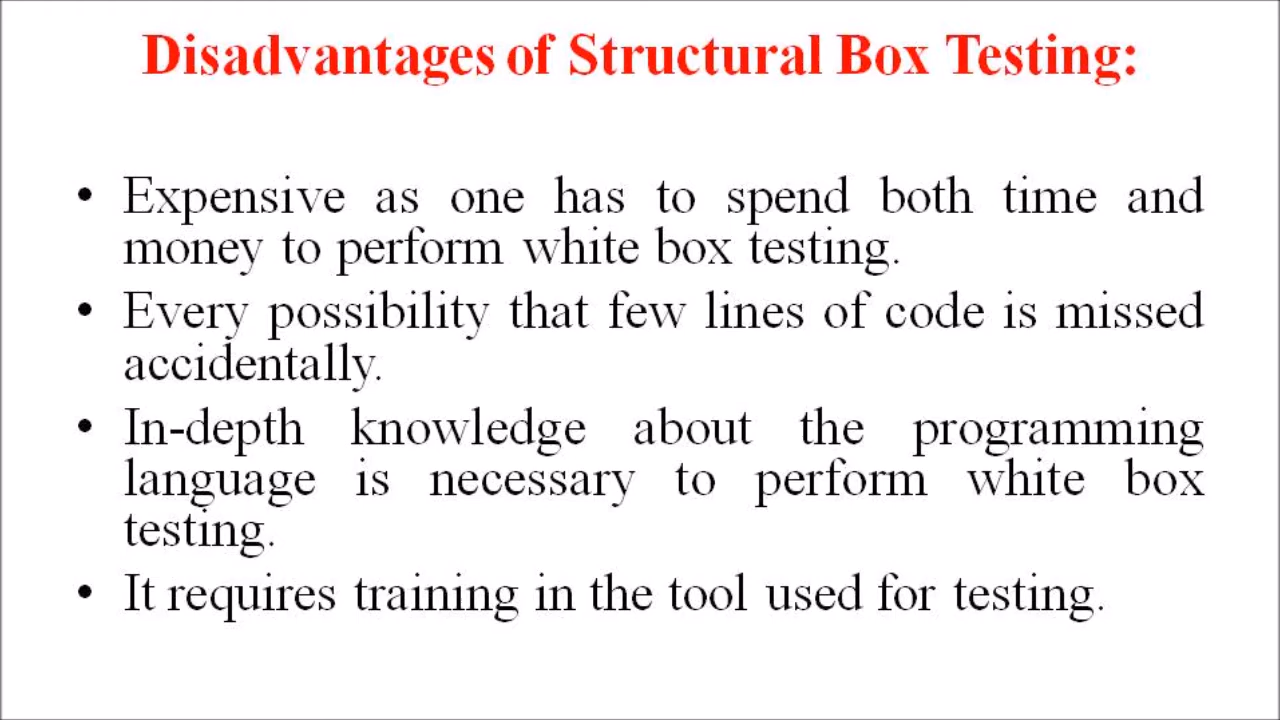 Disadvantages of Structural Box Testing:
• Expensive as one has to spend both time and
money to perform white box testing.
• Every possibility that few lines of code is missed
accidentally.
• In-depth knowledge about the programming
language is necessary to perform white box
testing.
• It requires training in the tool used for testing.